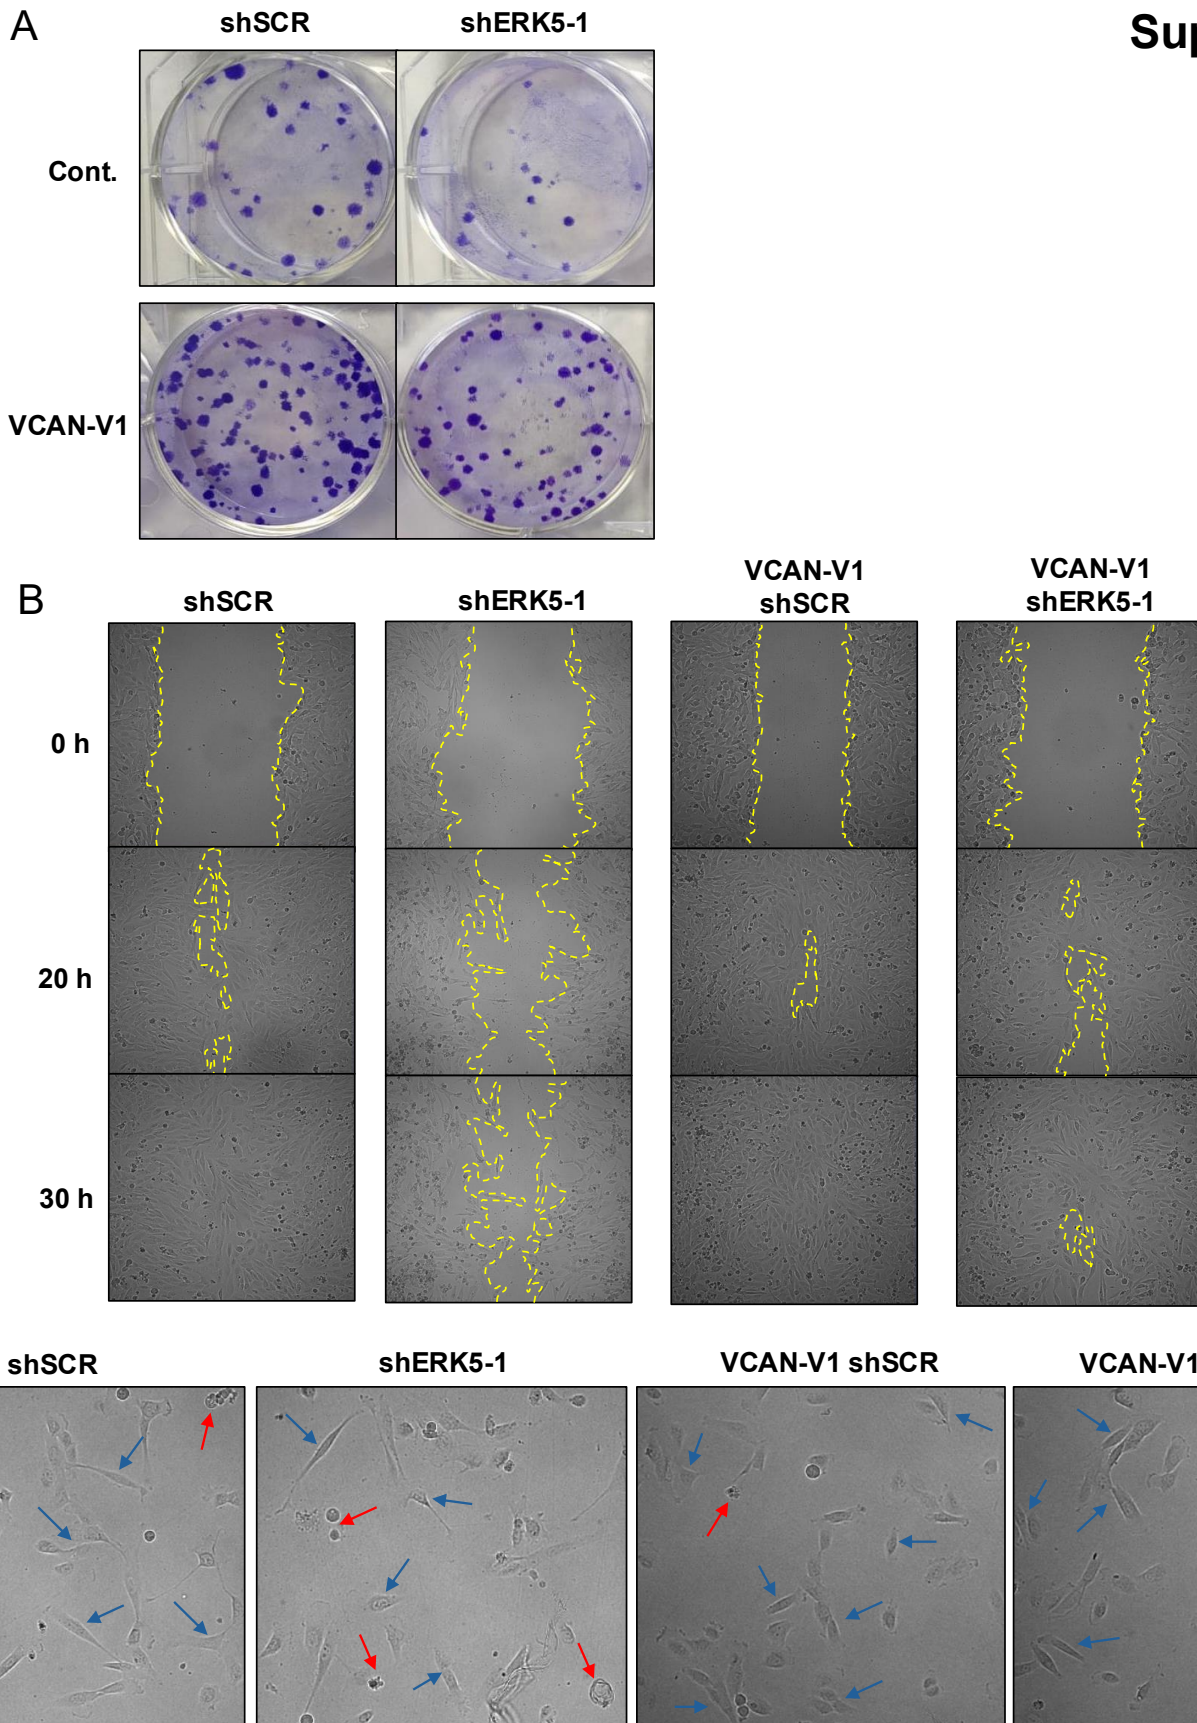 A
shSCR
shERK5-1
Sup
Cont.
VCAN-V1
B
shSCR
shERK5-1
VCAN-V1
shSCR
VCAN-V1
shERK5-1
0 h
20 h
30 h
shSCR
shERK5-1
VCAN-V1 shSCR
VCAN-V1